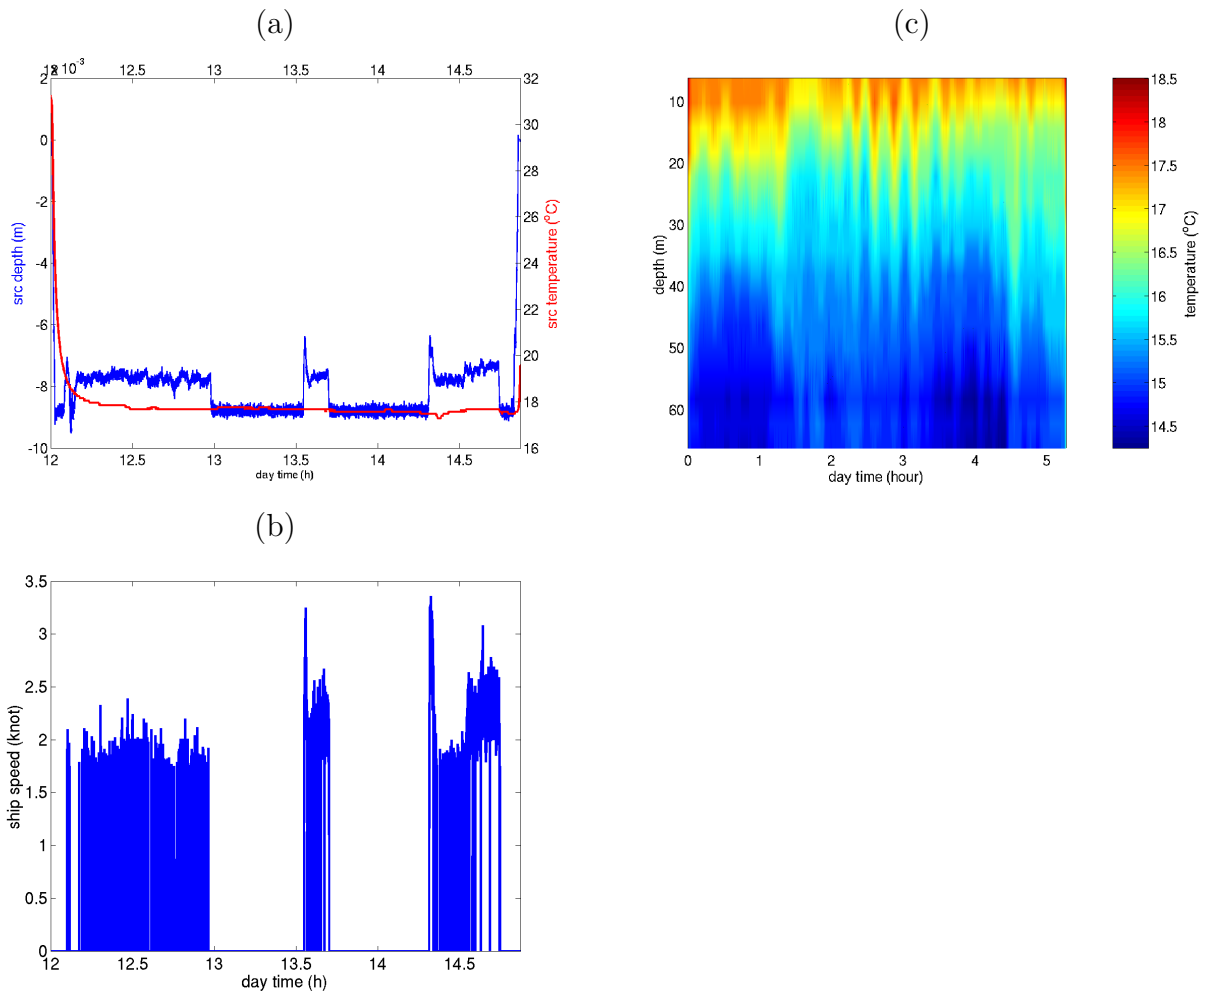 (a)
12 12.5 13 13.5 14 14.5
x 10⁻³
2
0
-2
-4
-6
-8
-10
src depth (m)
32
30
28
26
24
22
20
18
16
src temperature (°C)
12 12.5 13 13.5 14 14.5
day time (h)
(c)
10
20
30
40
50
60
depth (m)
0 1 2 3 4 5
day time (hour)
18.5
18
17.5
17
16.5
16
15.5
15
14.5
temperature (°C)
(b)
3.5
3
2.5
2
1.5
1
0.5
0
ship speed (knot)
12 12.5 13 13.5 14 14.5
day time (h)